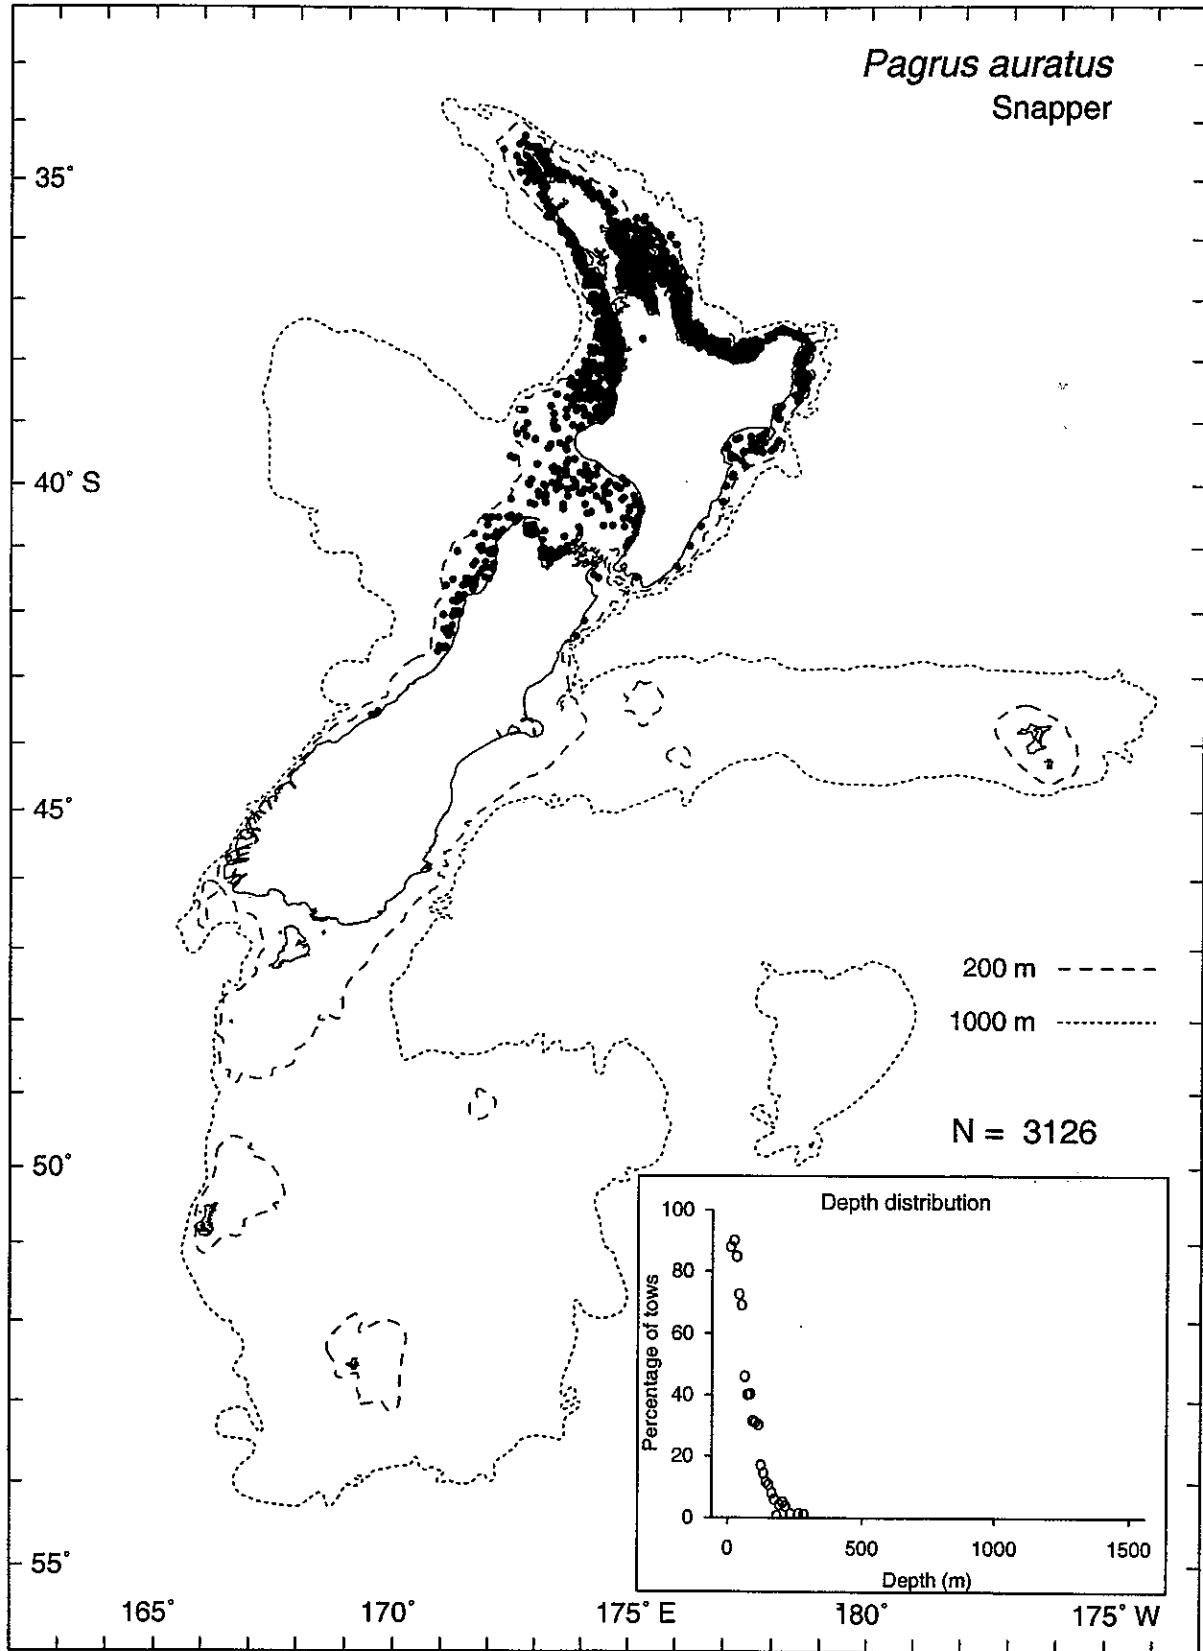 Pagrus auratus
Snapper
35°
40° S
45°
50°
55°
200 m
1000 m
N = 3126
Depth distribution
Percentage of tows
100
80
60
40
20
0
0 500 1000 1500
Depth (m)
165° 170° 175° E 180° 175° W